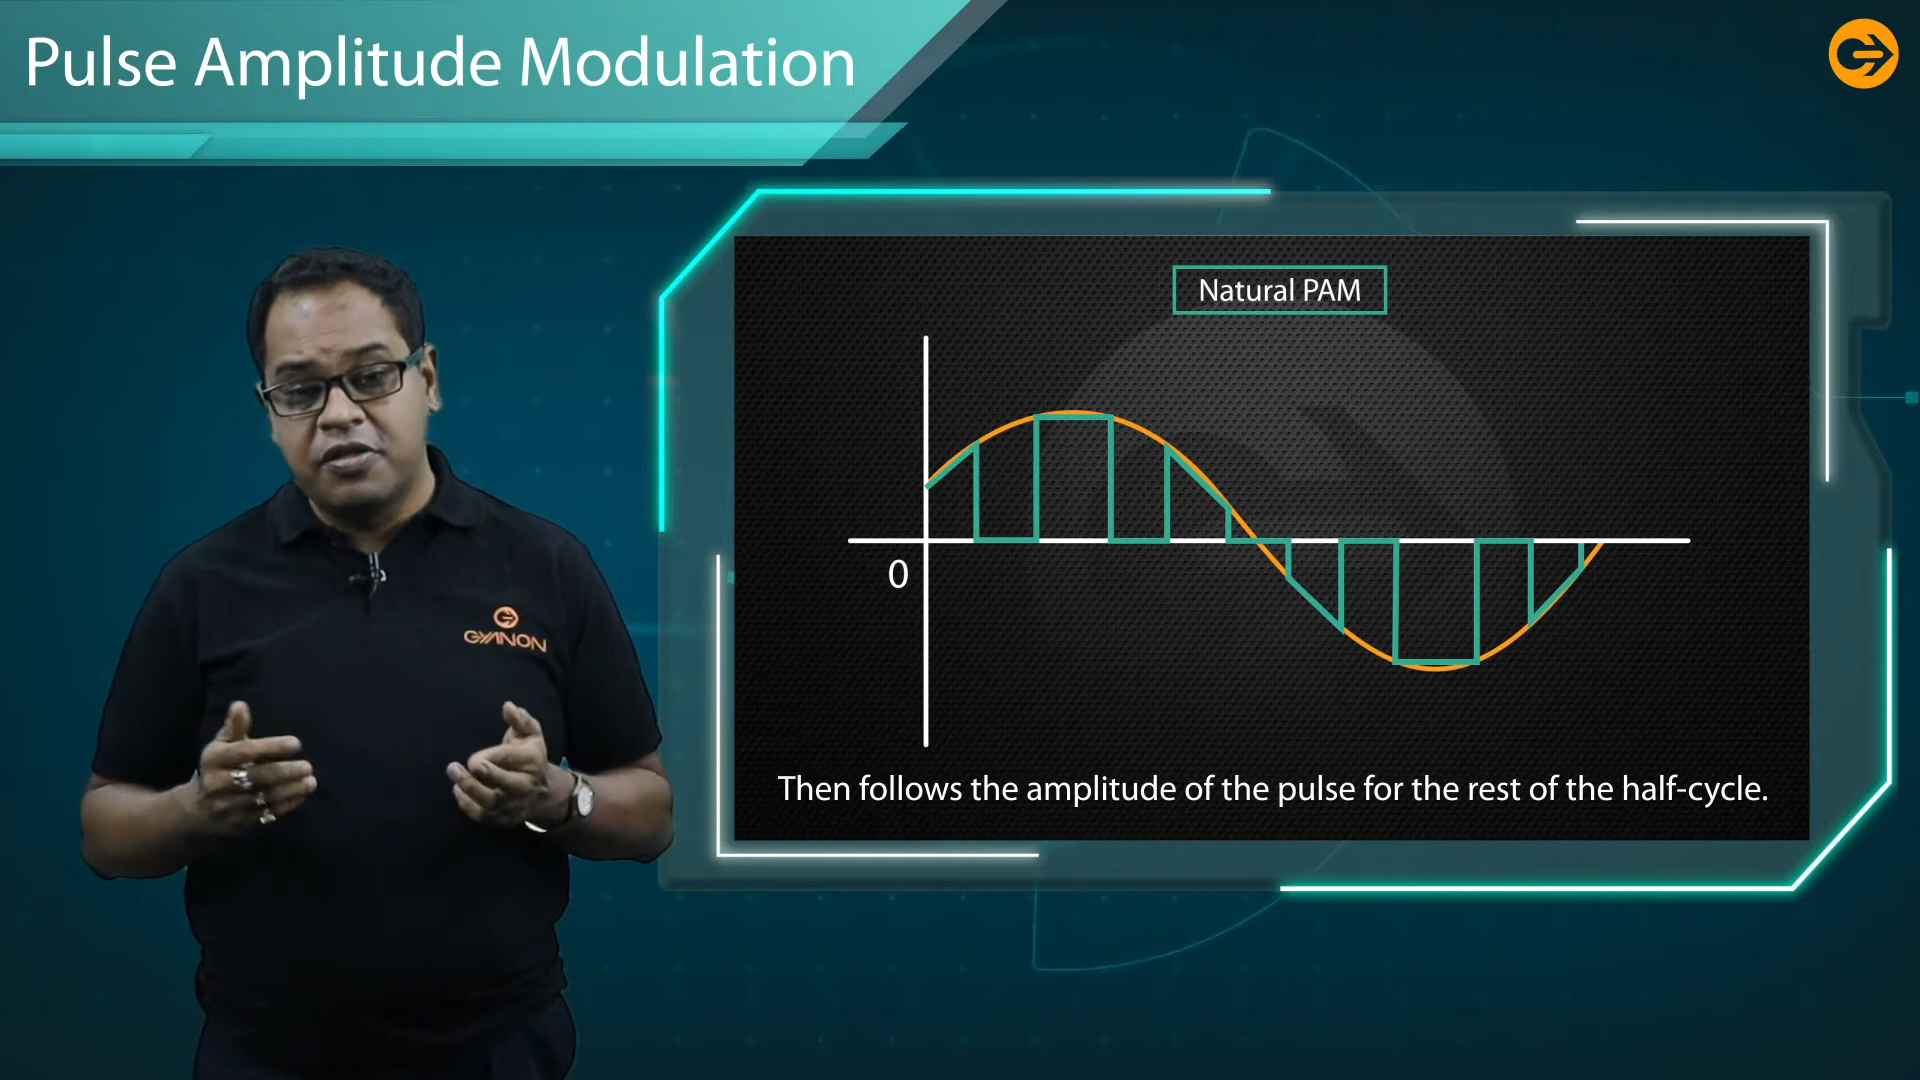 Pulse Amplitude Modulation
Natural PAM
0
GYANON
Then follows the amplitude of the pulse for the rest of the half-cycle.